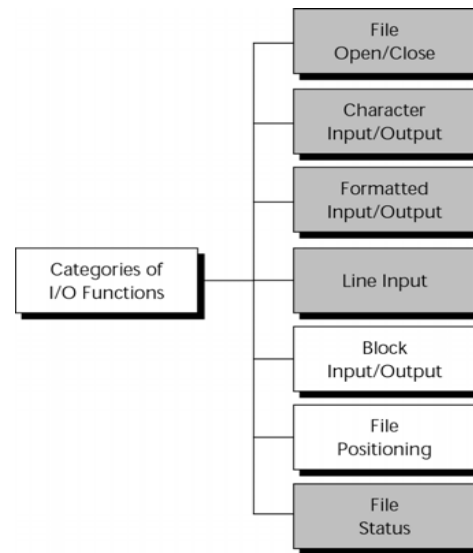 File
Open/Close
Character
Input/Output
Formatted
Input/Output
Categories of
I/O Functions
Line Input
Block
Input/Output
File
Positioning
File
Status